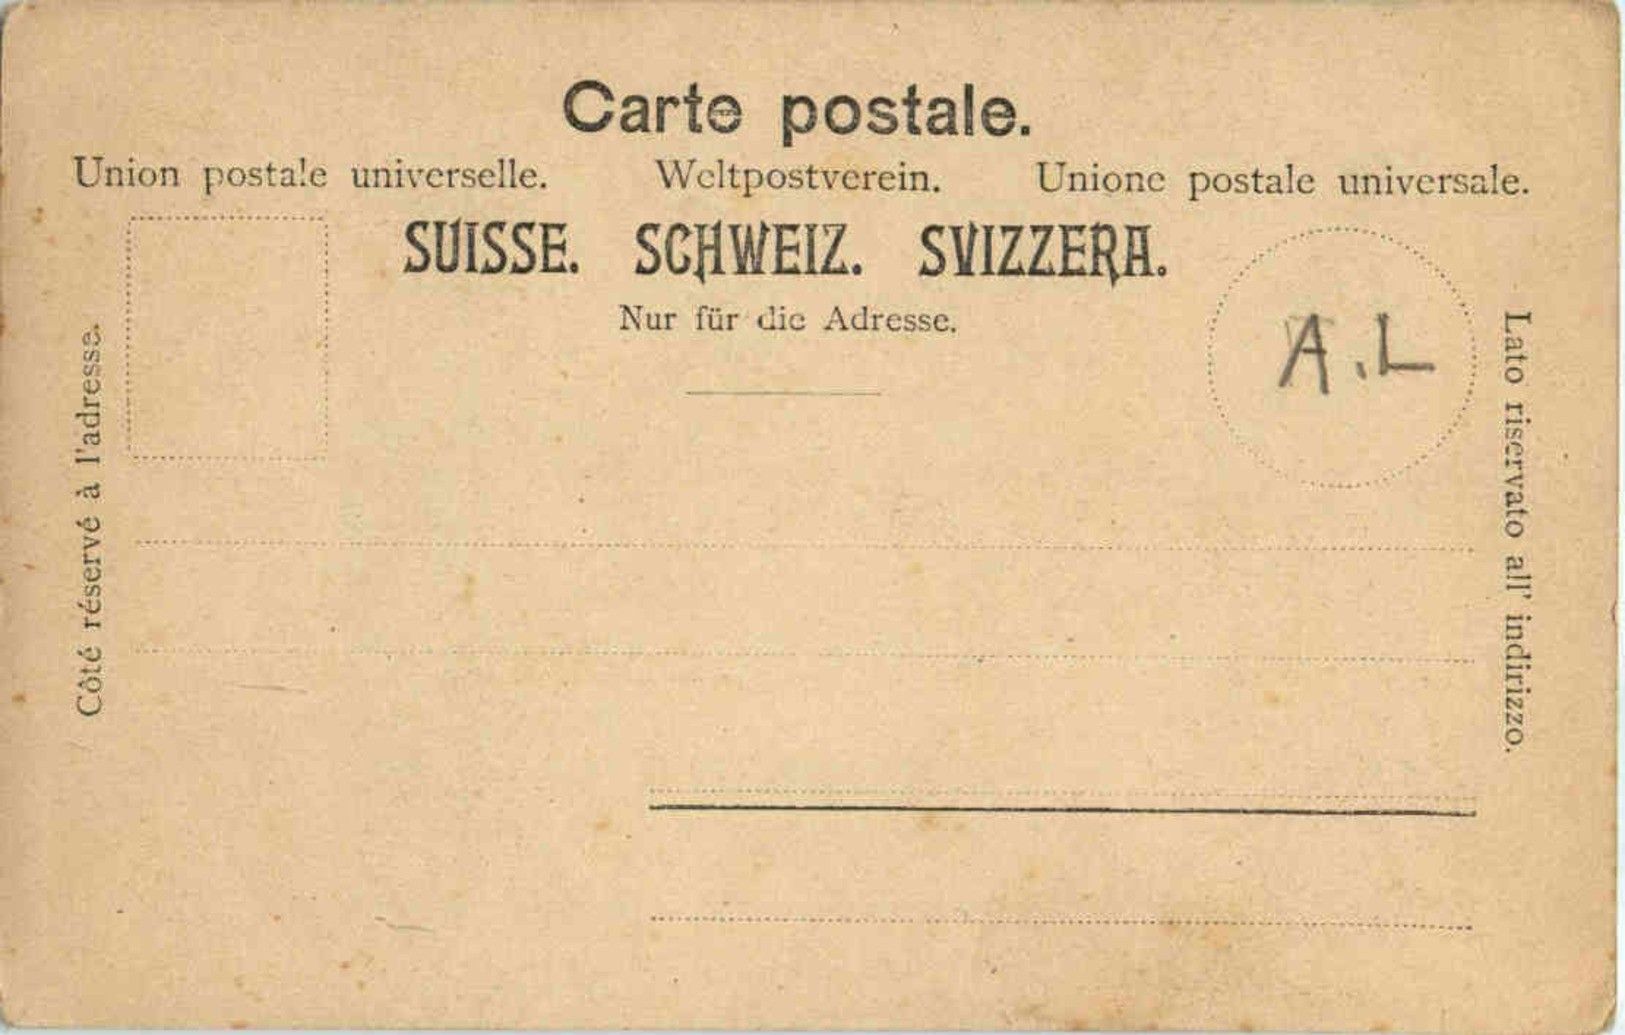 Carte postale.
Union postale universelle. Weltpostverein. Unione postale universale.
SUISSE. SCHWEIZ. SVIZZERA.
Nur für die Adresse.
A.L
Côté réservé à l'adresse.
Lato riservato all' indirizzo.